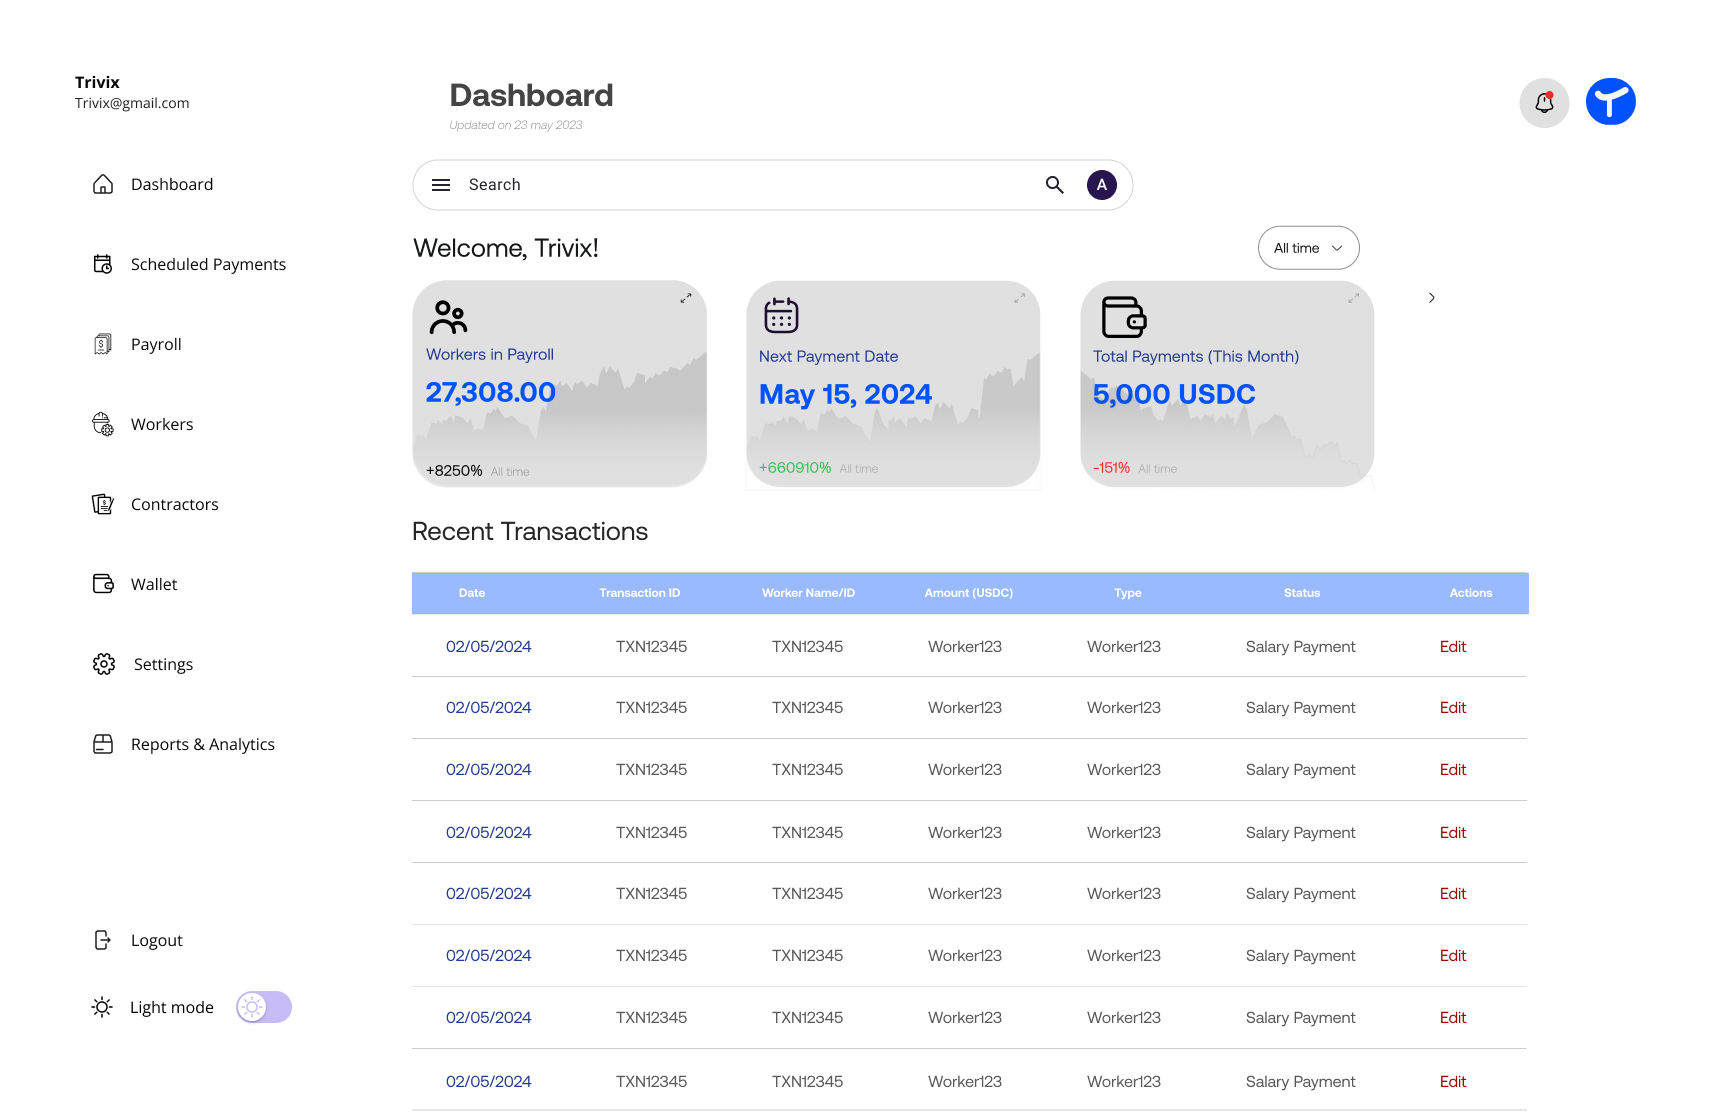 Trivix
Trivix@gmail.com
Dashboard
Scheduled Payments
Payroll
Workers
Contractors
Wallet
Settings
Reports & Analytics
Logout
Light mode
Dashboard
Updated on 23 may 2023
Search
A
Welcome, Trivix!
All time
Workers in Payroll
27,308.00
+8250% All time
Next Payment Date
May 15, 2024
+660910% All time
Total Payments (This Month)
5,000 USDC
-151% All time
Recent Transactions
Date Transaction ID Worker Name/ID Amount (USDC) Type Status Actions
02/05/2024 TXN12345 TXN12345 Worker123 Worker123 Salary Payment Edit
02/05/2024 TXN12345 TXN12345 Worker123 Worker123 Salary Payment Edit
02/05/2024 TXN12345 TXN12345 Worker123 Worker123 Salary Payment Edit
02/05/2024 TXN12345 TXN12345 Worker123 Worker123 Salary Payment Edit
02/05/2024 TXN12345 TXN12345 Worker123 Worker123 Salary Payment Edit
02/05/2024 TXN12345 TXN12345 Worker123 Worker123 Salary Payment Edit
02/05/2024 TXN12345 TXN12345 Worker123 Worker123 Salary Payment Edit
02/05/2024 TXN12345 TXN12345 Worker123 Worker123 Salary Payment Edit